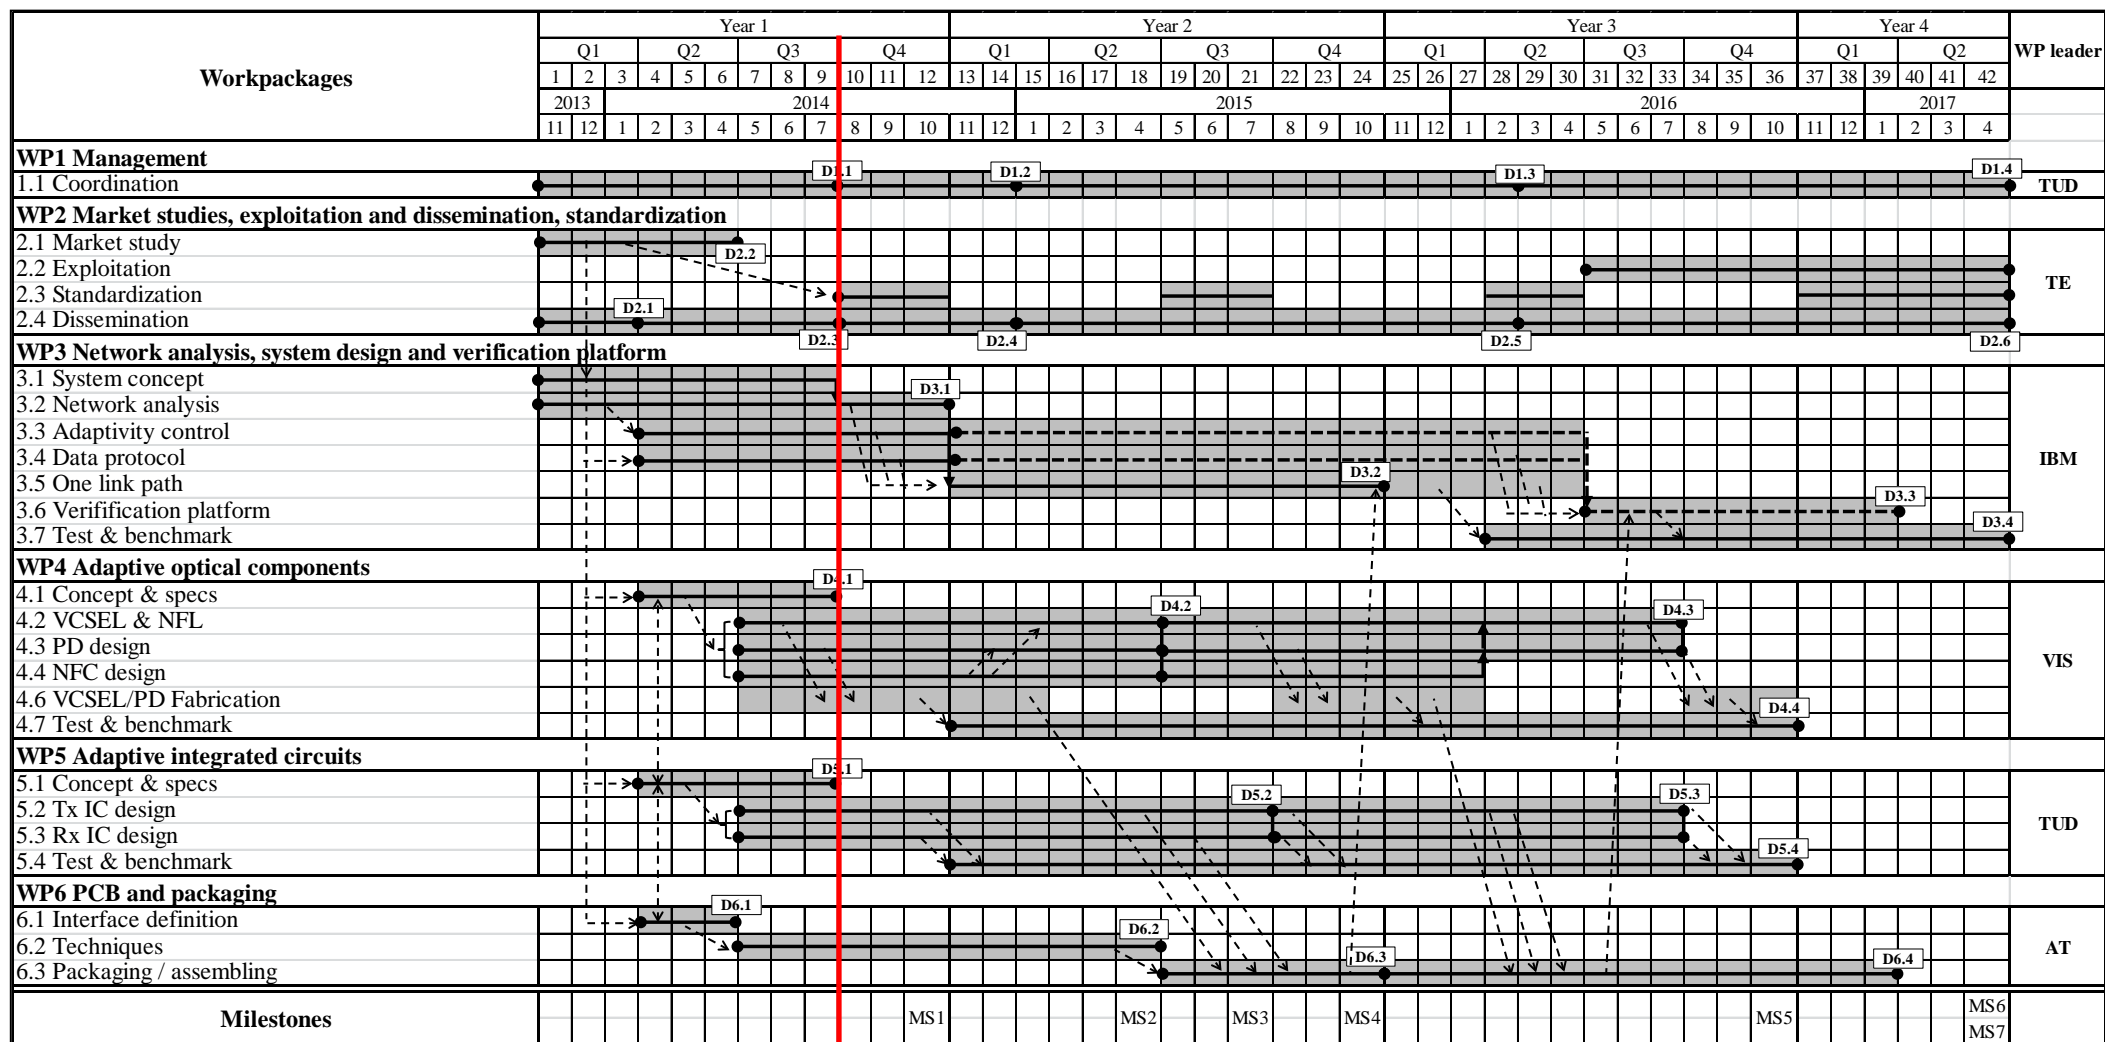 Year 1 Year 2 Year 3 Year 4
Workpackages Q1 Q2 Q3 Q4 Q1 Q2 Q3 Q4 Q1 Q2 Q3 Q4 Q1 Q2 WP leader
1 2 3 4 5 6 7 8 9 10 11 12 13 14 15 16 17 18 19 20 21 22 23 24 25 26 27 28 29 30 31 32 33 34 35 36 37 38 39 40 41 42
2013 2014 2015 2016 2017
11 12 1 2 3 4 5 6 7 8 9 10 11 12 1 2 3 4 5 6 7 8 9 10 11 12 1 2 3 4 5 6 7 8 9 10 11 12 1 2 3 4
WP1 Management
D1.1 D1.2 D1.3 D1.4
1.1 Coordination TUD
WP2 Market studies, exploitation and dissemination, standardization
2.1 Market study
D2.2
2.2 Exploitation
TE
2.3 Standardization
D2.1
2.4 Dissemination
D2.3 D2.4 D2.5 D2.6
WP3 Network analysis, system design and verification platform
3.1 System concept
D3.1
3.2 Network analysis
3.3 Adaptivity control
3.4 Data protocol IBM
D3.2
3.5 One link path
D3.3
3.6 Verifification platform
D3.4
3.7 Test & benchmark
WP4 Adaptive optical components
D4.1
4.1 Concept & specs
D4.2 D4.3
4.2 VCSEL & NFL
4.3 PD design
VIS
4.4 NFC design
4.6 VCSEL/PD Fabrication
D4.4
4.7 Test & benchmark
WP5 Adaptive integrated circuits
D5.1
5.1 Concept & specs
D5.2 D5.3
5.2 Tx IC design
TUD
5.3 Rx IC design
D5.4
5.4 Test & benchmark
WP6 PCB and packaging
D6.1
6.1 Interface definition
D6.2
6.2 Techniques AT
D6.3 D6.4
6.3 Packaging / assembling
Milestones MS1 MS2 MS3 MS4 MS5 MS6
MS7